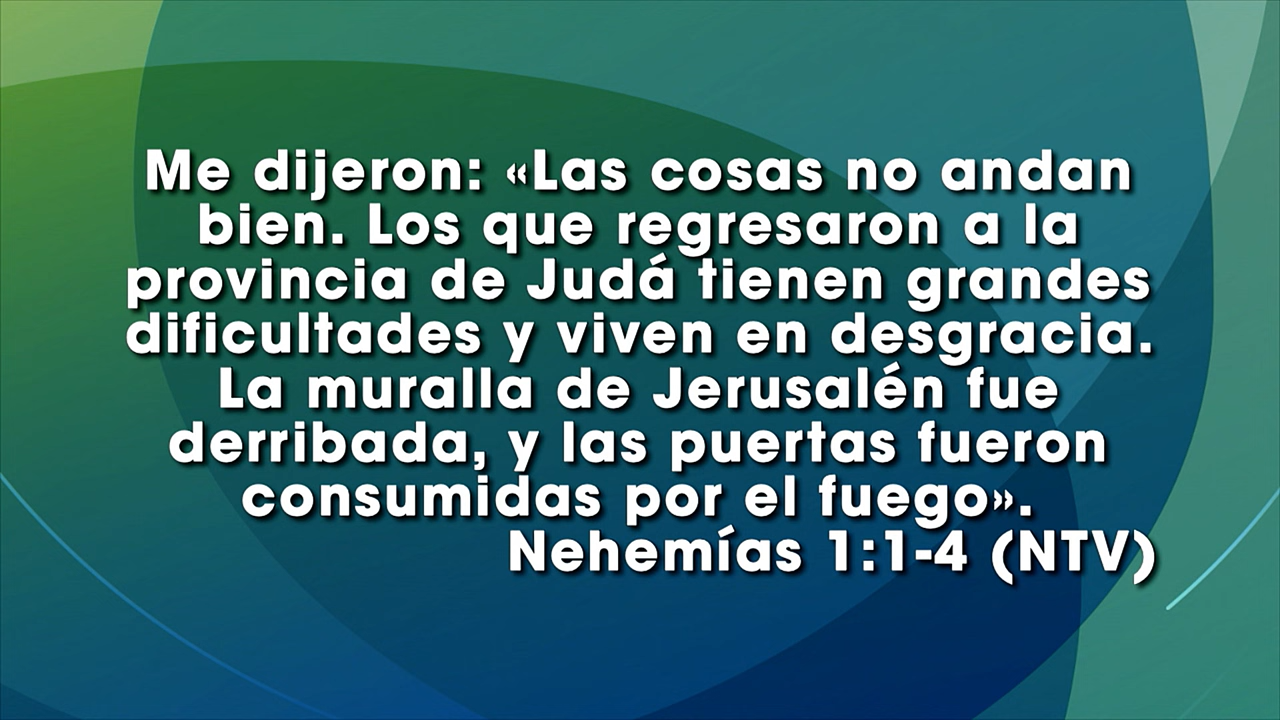 Me dijeron: «Las cosas no andan
bien. Los que regresaron a la
provincia de Judá tienen grandes
dificultades y viven en desgracia.
La muralla de Jerusalén fue
derribada, y las puertas fueron
consumidas por el fuego».
Nehemías 1:1-4 (NTV)